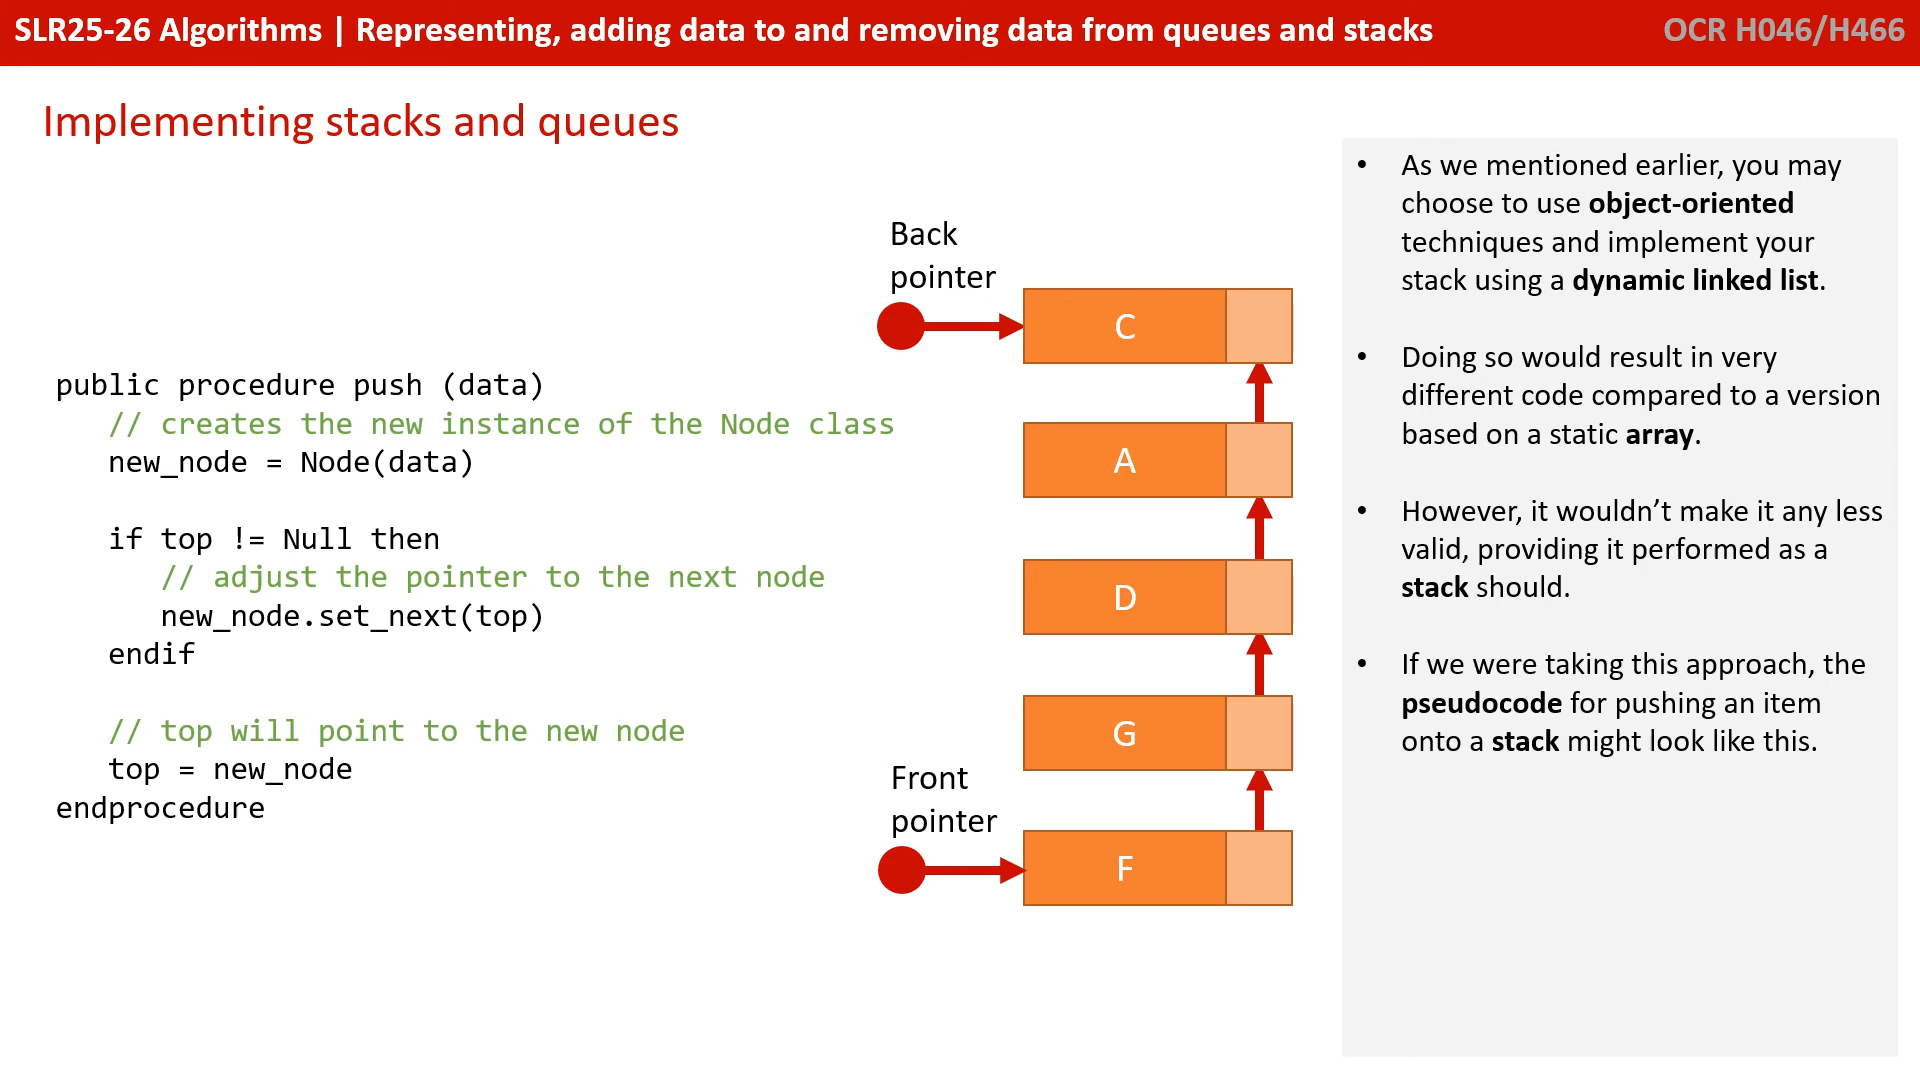 SLR25-26 Algorithms | Representing, adding data to and removing data from queues and stacks
OCR H046/H466
Implementing stacks and queues
public procedure push (data)
// creates the new instance of the Node class
new_node = Node(data)
if top != Null then
// adjust the pointer to the next node
new_node.set_next(top)
endif
// top will point to the new node
top = new_node
endprocedure
Back
pointer
C
A
D
G
Front
pointer
F
• As we mentioned earlier, you may
choose to use object-oriented
techniques and implement your
stack using a dynamic linked list.
• Doing so would result in very
different code compared to a version
based on a static array.
• However, it wouldn’t make it any less
valid, providing it performed as a
stack should.
• If we were taking this approach, the
pseudocode for pushing an item
onto a stack might look like this.